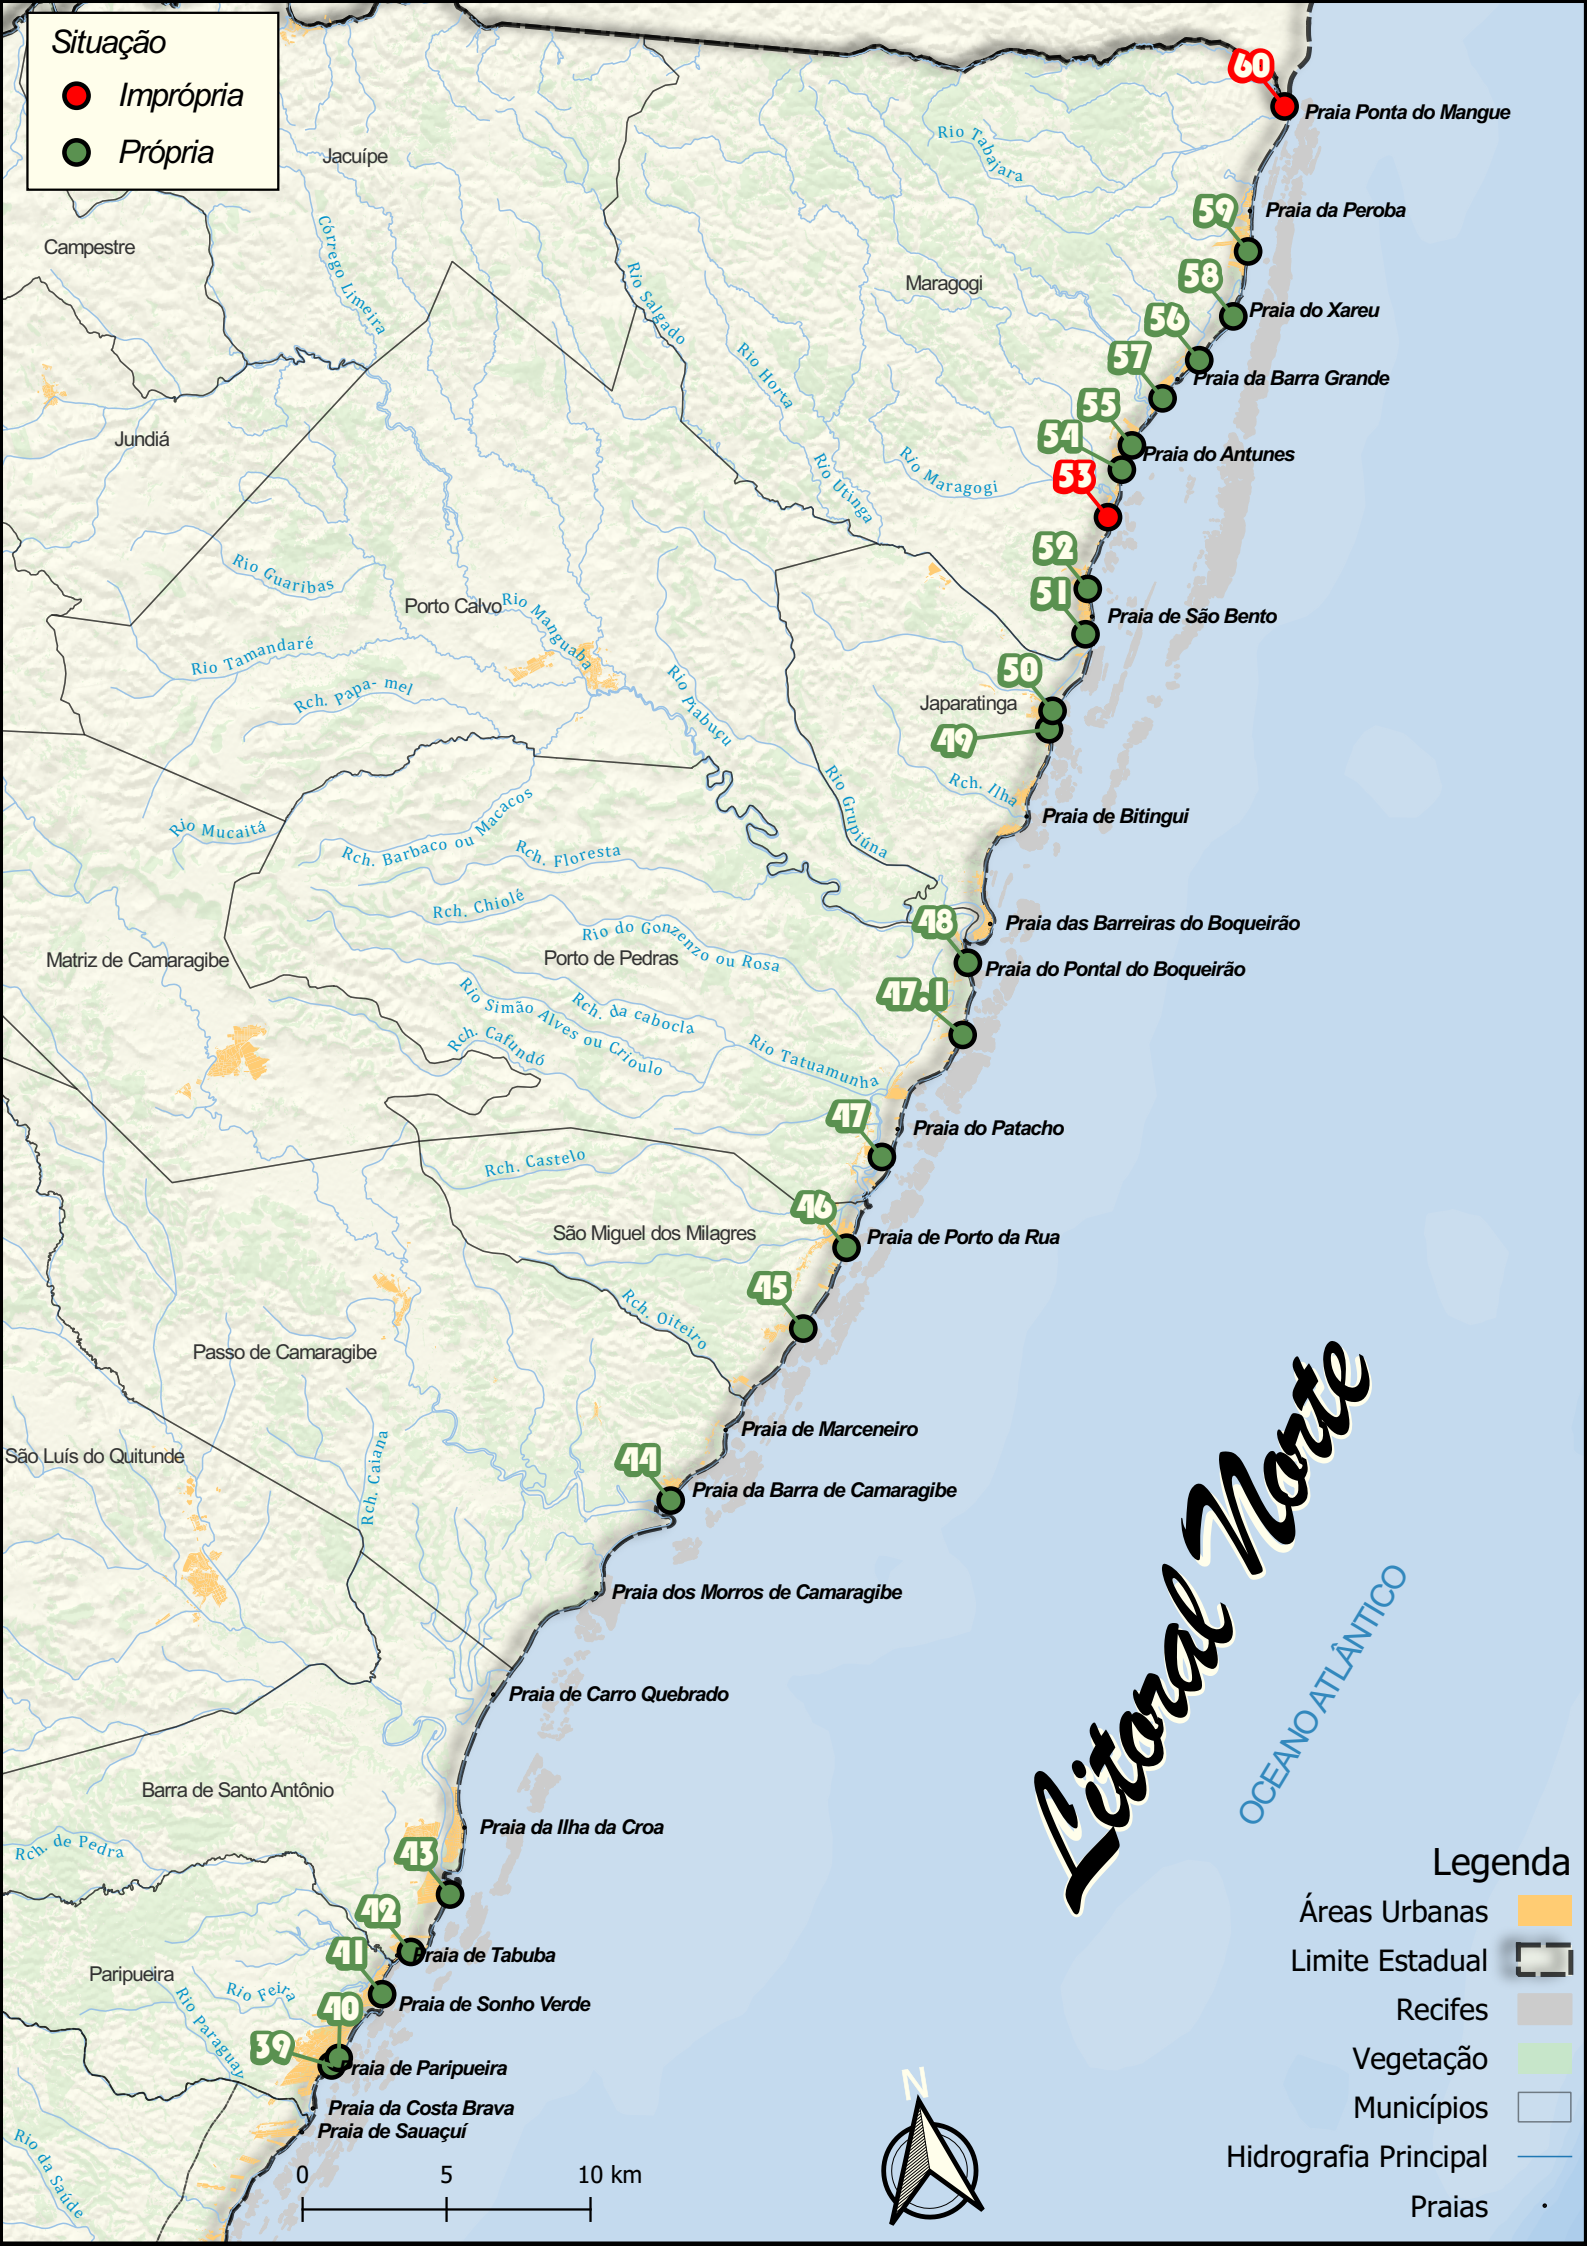 Situação
Imprópria
Própria
60
Praia Ponta do Mangue
Rio Tabajara
Jacuípe
59
Praia da Peroba
Córrego Limeira
Campestre
Rio Salgado
Maragogi
58
Praia do Xareu
56
57
Rio Horta
Praia da Barra Grande
55
Jundiá
54
Praia do Antunes
Rio Maragogi
Rio Utinga
53
52
Rio Guaribas
Porto Calvo
Rio Manguaba
51
Praia de São Bento
Rio Tamandaré
50
Rch. Papa- mel
Rio Piabuçu
Japaratinga
49
Rch. Ilha
Rio Grupiúna
Praia de Bitingui
Rio Mucaitá
Rch. Barbaco ou Macacos
Rch. Floresta
Rch. Chiolé
48
Praia das Barreiras do Boqueirão
Rio do Gonzenzo ou Rosa
Matriz de Camaragibe
Porto de Pedras
Praia do Pontal do Boqueirão
47.1
Rio Simão Alves ou Crioulo
Rch. da cabocla
Rch. Cafundó
Rio Tatuamunha
47
Praia do Patacho
Rch. Castelo
46
São Miguel dos Milagres
Praia de Porto da Rua
45
Rch. Oiteiro
Passo de Camaragibe
Praia de Marceneiro
São Luís do Quitunde
Rch. Caiana
44
Praia da Barra de Camaragibe
Litoral Norte
OCEANO ATLÂNTICO
Praia dos Morros de Camaragibe
Praia de Carro Quebrado
Barra de Santo Antônio
Praia da Ilha da Croa
Rch. de Pedra
43
42
41
Praia de Tabuba
Paripueira
Rio Feira
Praia de Sonho Verde
Rio Paraguay
40
39
Praia de Paripueira
Praia da Costa Brava
Praia de Sauaçuí
Rio da Saúde
0 5 10 km
N
Legenda
Áreas Urbanas
Limite Estadual
Recifes
Vegetação
Municípios
Hidrografia Principal
Praias